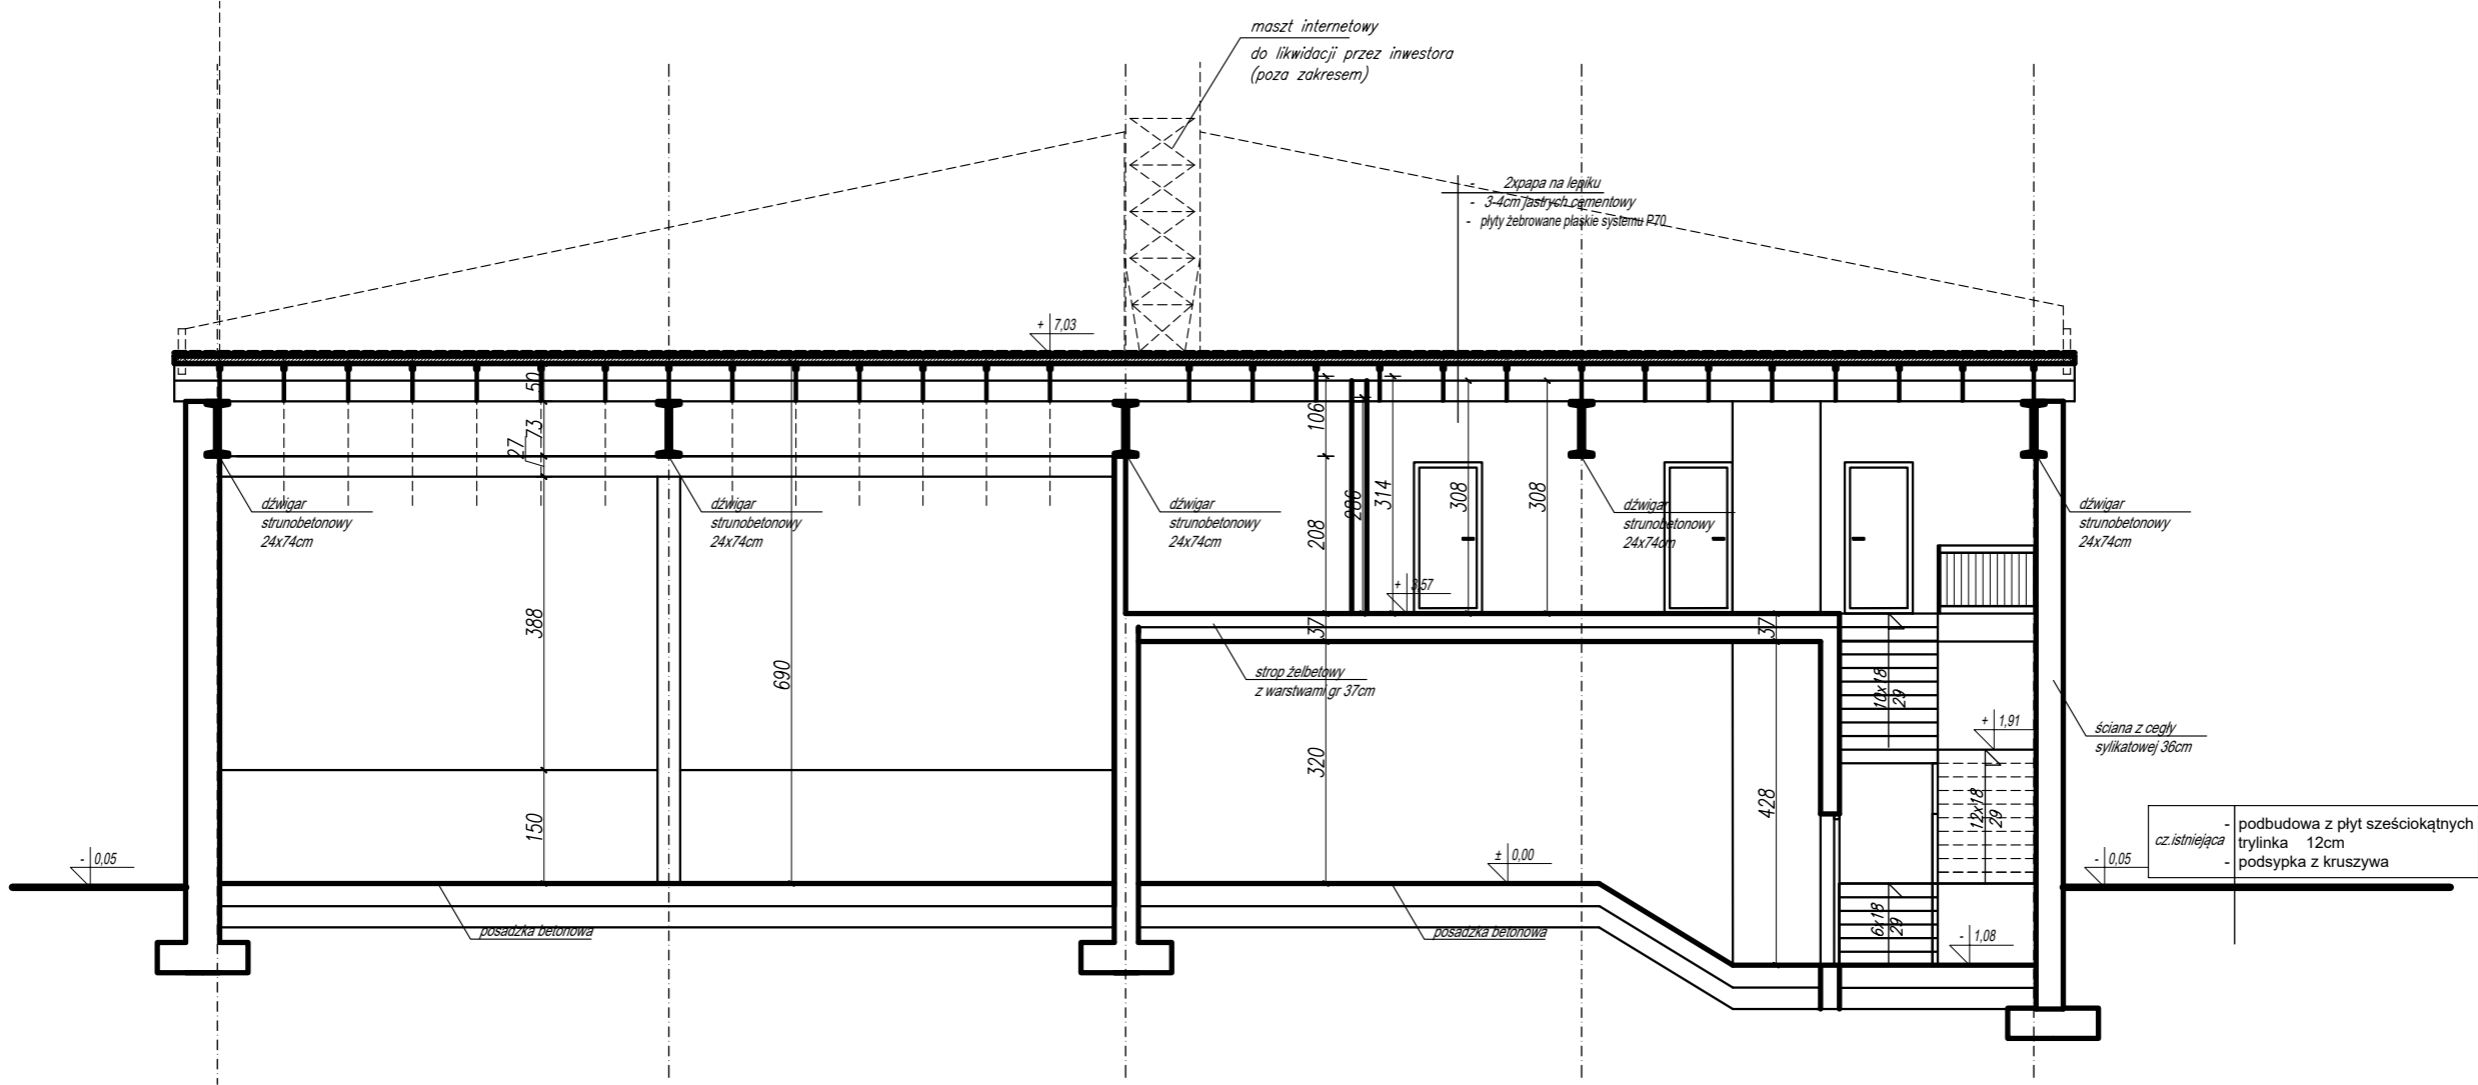 maszt internetowy
do likwidacji przez inwestora
(poza zakresem)
- 2xpapa na lepiku
- 3-4cm jastrych cementowy
- płyty żebrowane płaskie systemu P70
+ 7,03
50
73
27
106
208
286
314
308
308
dźwigar
strunobetonowy
24x74cm
dźwigar
strunobetonowy
24x74cm
dźwigar
strunobetonowy
24x74cm
dźwigar
strunobetonowy
24x74cm
dźwigar
strunobetonowy
24x74cm
+ 3,57
388
690
37
37
strop żelbetowy
z warstwami gr 37cm
10x18
29
+ 1,91
ściana z cegły
sylikatowej 36cm
320
428
12x18
29
150
- 0,05
± 0,00
- 0,05
cz.istniejąca
- podbudowa z płyt sześciokątnych
trylinka 12cm
- podsypka z kruszywa
posadzka betonowa
posadzka betonowa
6x18
29
- 1,08